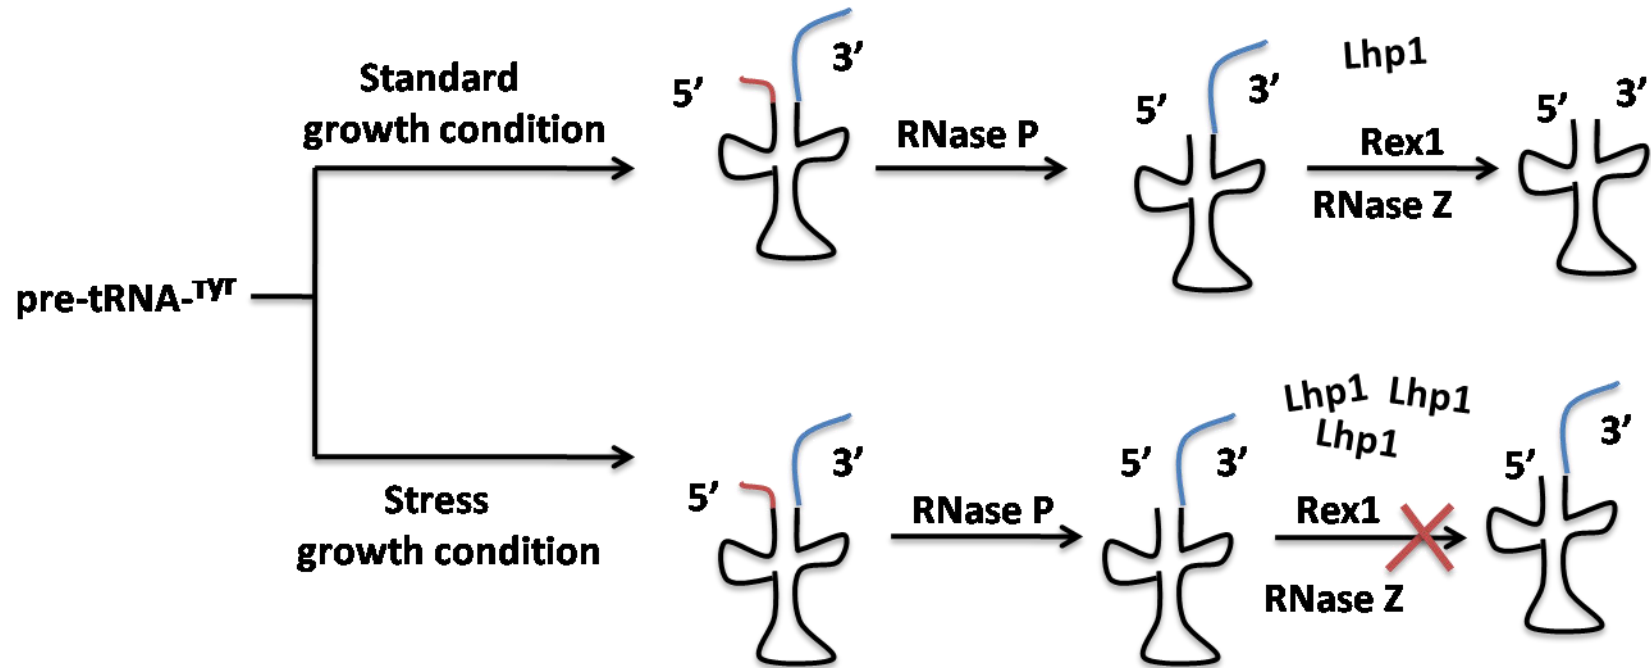 Standard
growth condition
5’
3’
RNase P
5’
3’
Lhp1
Rex1
RNase Z
5’
3’
pre-tRNA-Tyr
Stress
growth condition
5’
3’
RNase P
5’
3’
Lhp1 Lhp1
Lhp1
Rex1
RNase Z
5’
3’